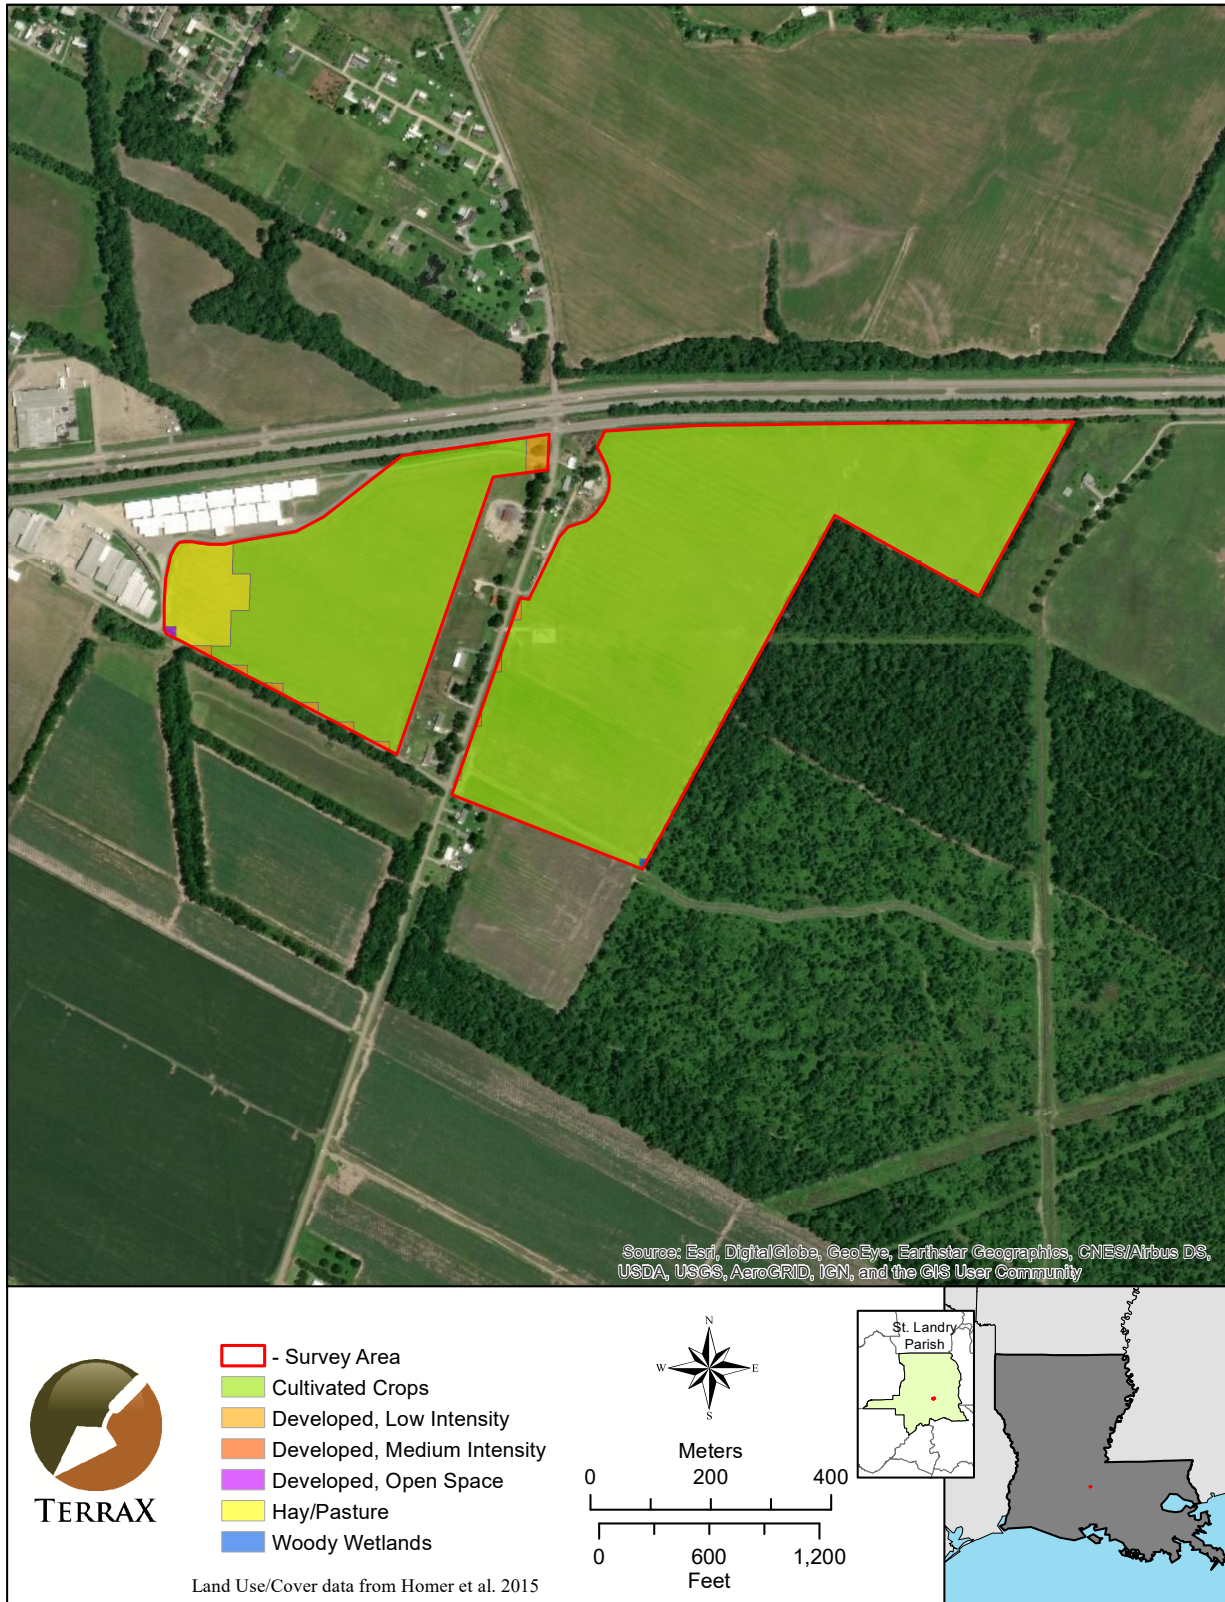 Source: Esri, DigitalGlobe, GeoEye, Earthstar Geographics, CNES/Airbus DS,
USDA, USGS, AeroGRID, IGN, and the GIS User Community
TERRAX
- Survey Area
Cultivated Crops
Developed, Low Intensity
Developed, Medium Intensity
Developed, Open Space
Hay/Pasture
Woody Wetlands
Land Use/Cover data from Homer et al. 2015
N
W E
S
Meters
0 200 400
0 600 1,200
Feet
St. Landry
Parish